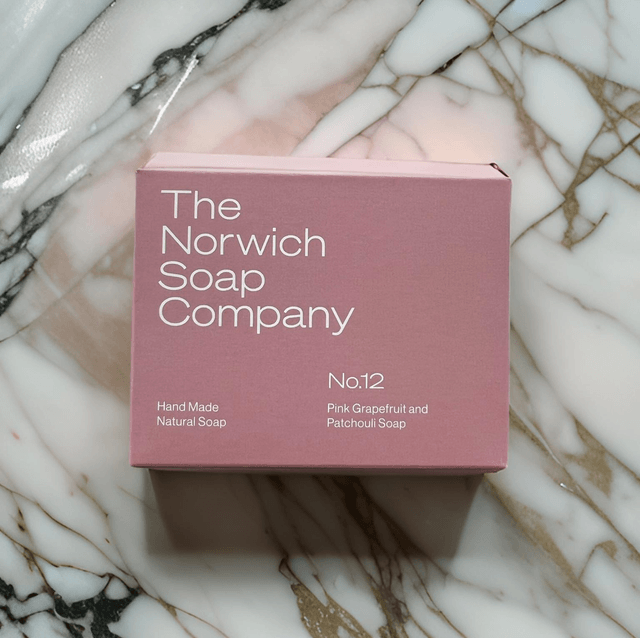 The
Norwich
Soap
Company
No.12
Hand Made
Natural Soap
Pink Grapefruit and
Patchouli Soap